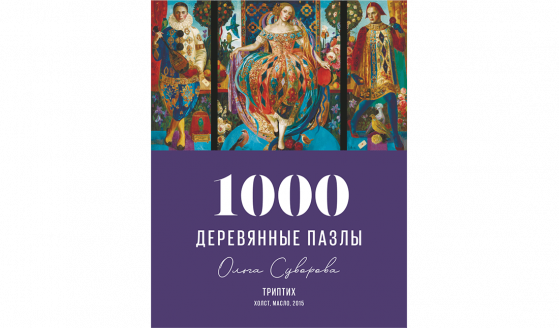 1000
ДЕРЕВЯННЫЕ ПАЗЛЫ
Ольга Суворова
ТРИПТИХ
ХОЛСТ, МАСЛО, 2015